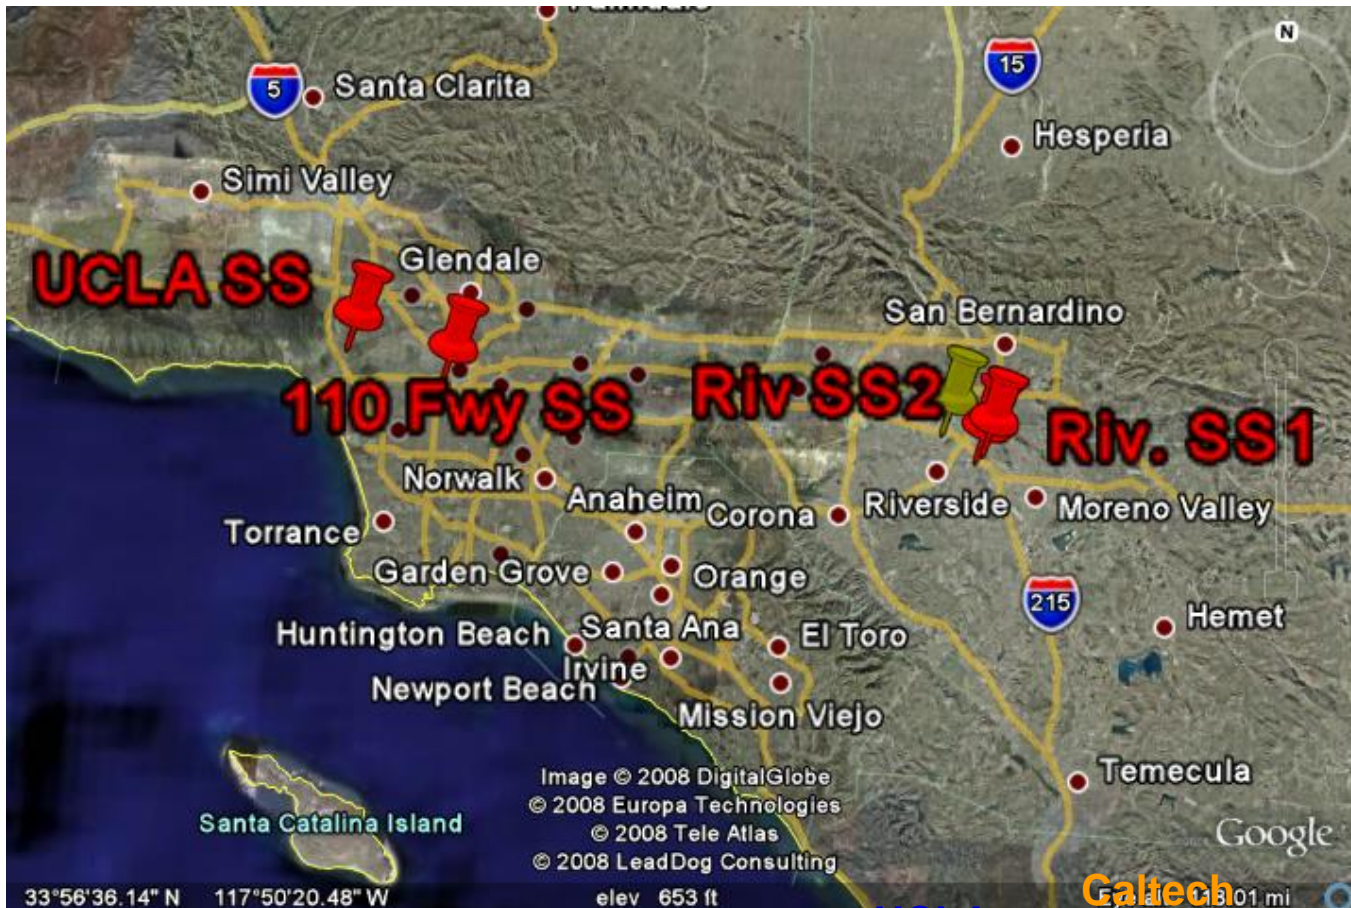 N
5
15
Santa Clarita
Hesperia
Simi Valley
Glendale
UCLA SS
San Bernardino
110 Fwy SS
Riv SS2
Riv. SS1
Norwalk
Anaheim
Corona
Riverside
Moreno Valley
Torrance
Garden Grove
Orange
215
Hemet
Huntington Beach
Santa Ana
El Toro
Irvine
Newport Beach
Mission Viejo
Temecula
Image © 2008 DigitalGlobe
© 2008 Europa Technologies
© 2008 Tele Atlas
© 2008 LeadDog Consulting
Santa Catalina Island
Google
33°56'36.14" N 117°50'20.48" W elev 653 ft
Caltech